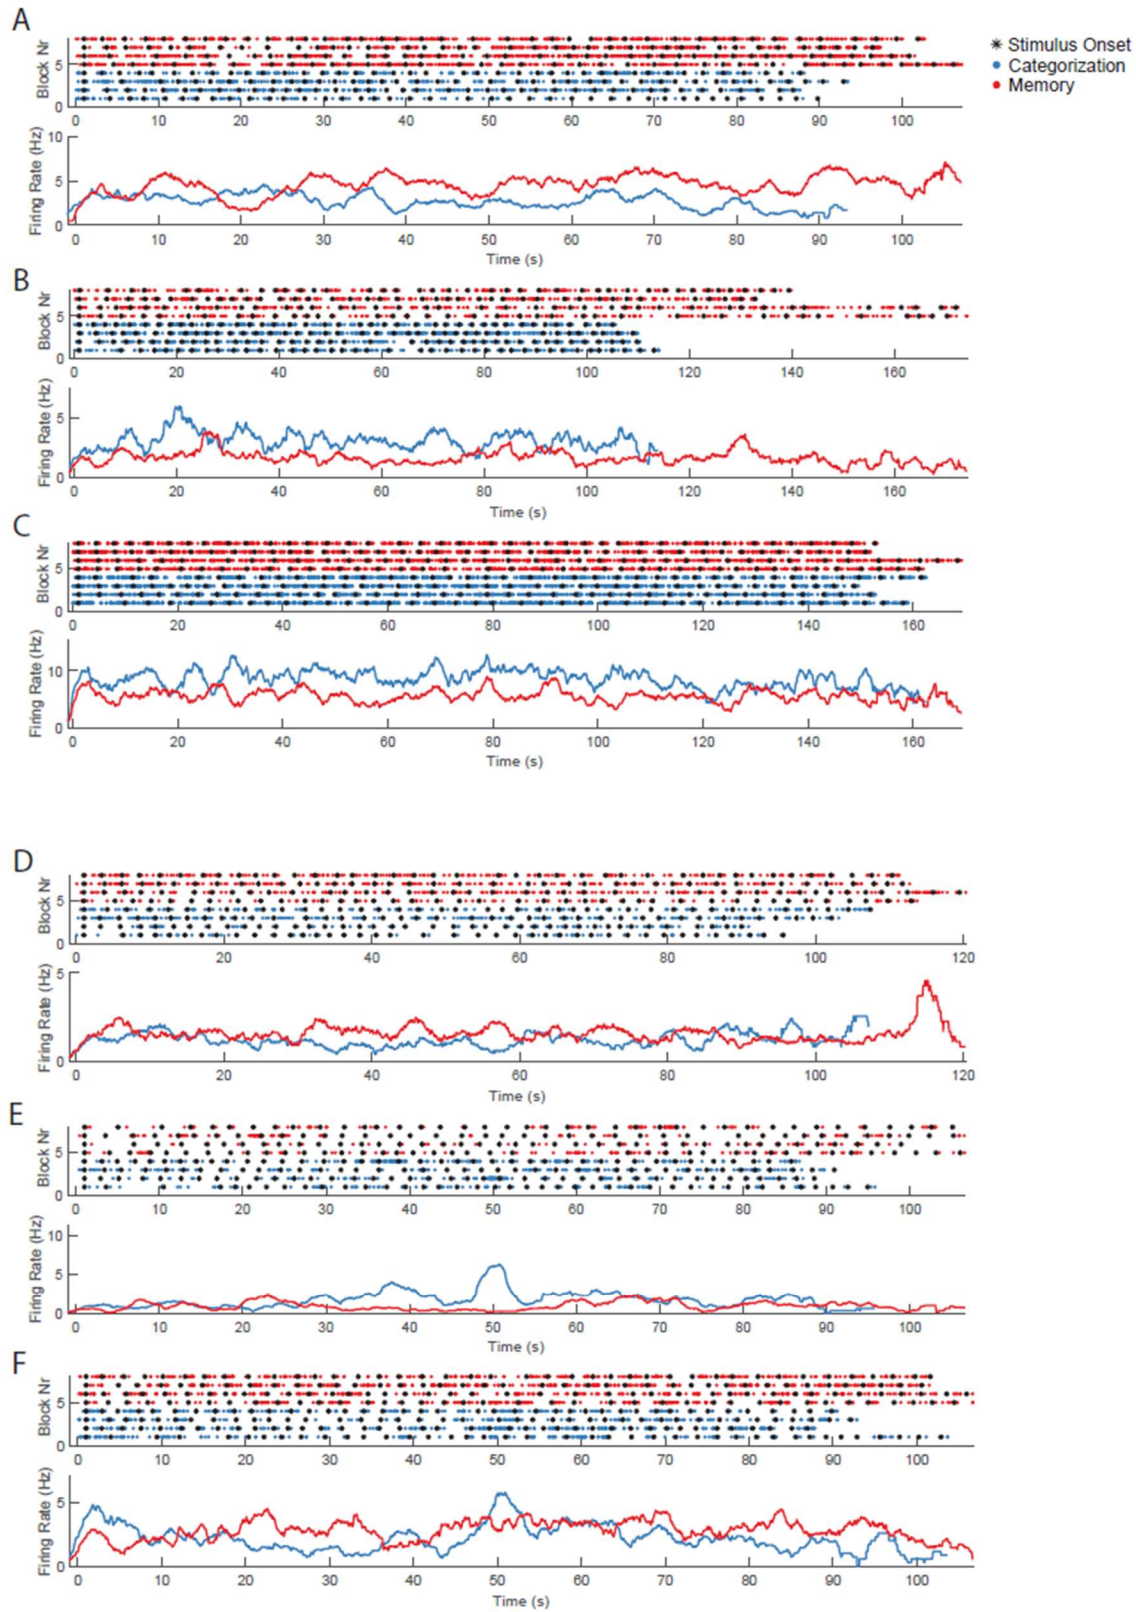 A
Block Nr
5
0
0 10 20 30 40 50 60 70 80 90 100
✳ Stimulus Onset
● Categorization
● Memory
Firing Rate (Hz)
10
5
0
0 10 20 30 40 50 60 70 80 90 100
Time (s)
B
Block Nr
5
0
0 20 40 60 80 100 120 140 160
Firing Rate (Hz)
5
0
0 20 40 60 80 100 120 140 160
Time (s)
C
Block Nr
5
0
0 20 40 60 80 100 120 140 160
Firing Rate (Hz)
10
0
0 20 40 60 80 100 120 140 160
Time (s)
D
Block Nr
5
0
0 20 40 60 80 100 120
Firing Rate (Hz)
5
0
0 20 40 60 80 100 120
Time (s)
E
Block Nr
5
0
0 10 20 30 40 50 60 70 80 90 100
Firing Rate (Hz)
10
5
0
0 10 20 30 40 50 60 70 80 90 100
Time (s)
F
Block Nr
5
0
0 10 20 30 40 50 60 70 80 90 100
Firing Rate (Hz)
5
0
0 10 20 30 40 50 60 70 80 90 100
Time (s)